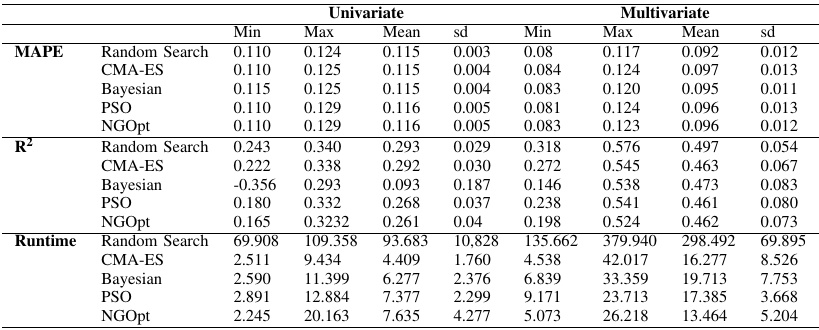 Univariate Multivariate
Min Max Mean sd Min Max Mean sd
MAPE Random Search 0.110 0.124 0.115 0.003 0.08 0.117 0.092 0.012
CMA-ES 0.110 0.125 0.115 0.004 0.084 0.124 0.097 0.013
Bayesian 0.115 0.125 0.115 0.004 0.083 0.120 0.095 0.011
PSO 0.110 0.129 0.116 0.005 0.081 0.124 0.096 0.013
NGOpt 0.110 0.129 0.116 0.005 0.083 0.123 0.096 0.012
R² Random Search 0.243 0.340 0.293 0.029 0.318 0.576 0.497 0.054
CMA-ES 0.222 0.338 0.292 0.030 0.272 0.545 0.463 0.067
Bayesian -0.356 0.293 0.093 0.187 0.146 0.538 0.473 0.083
PSO 0.180 0.332 0.268 0.037 0.238 0.541 0.461 0.080
NGOpt 0.165 0.3232 0.261 0.04 0.198 0.524 0.462 0.073
Runtime Random Search 69.908 109.358 93.683 10,828 135.662 379.940 298.492 69.895
CMA-ES 2.511 9.434 4.409 1.760 4.538 42.017 16.277 8.526
Bayesian 2.590 11.399 6.277 2.376 6.839 33.359 19.713 7.753
PSO 2.891 12.884 7.377 2.299 9.171 23.713 17.385 3.668
NGOpt 2.245 20.163 7.635 4.277 5.073 26.218 13.464 5.204